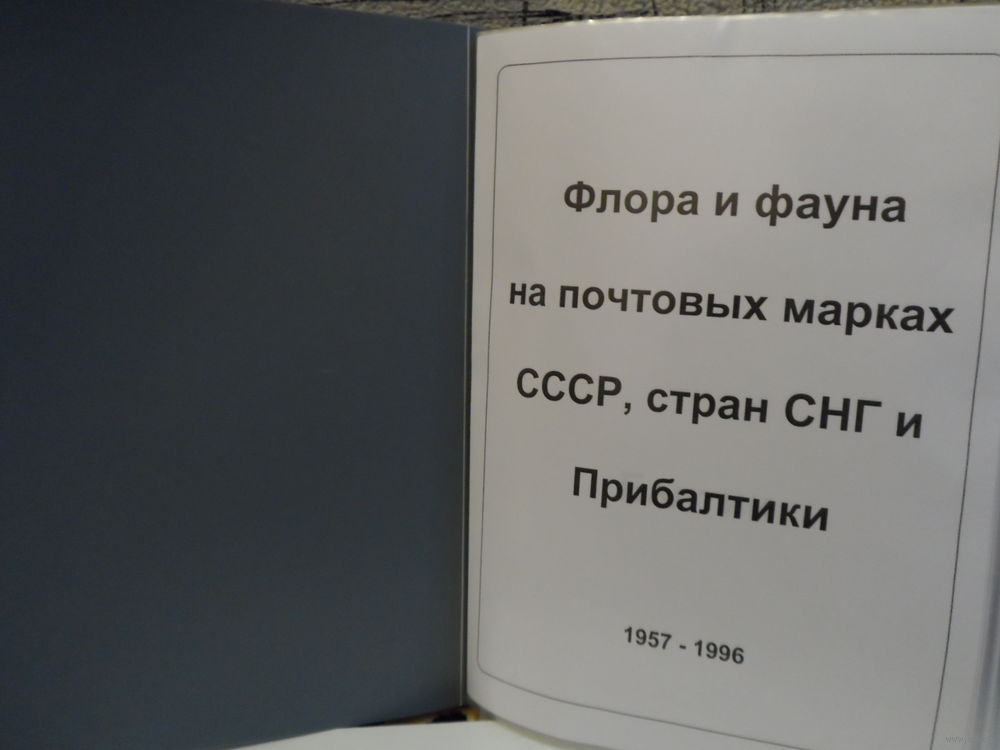 Флора и фауна
на почтовых марках
СССР, стран СНГ и
Прибалтики
1957 - 1996